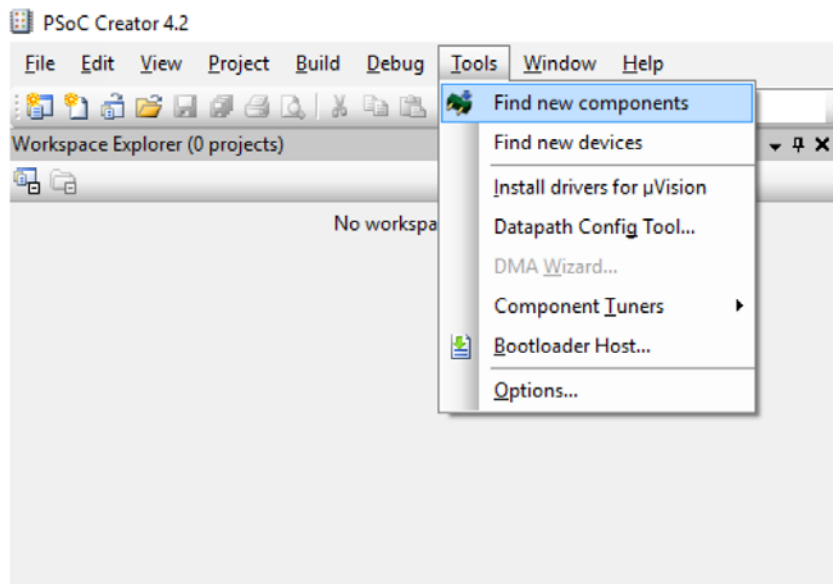 PSoC Creator 4.2
File Edit View Project Build Debug Tools Window Help
Workspace Explorer (0 projects)
No workspa
Find new components
Find new devices
Install drivers for µVision
Datapath Config Tool...
DMA Wizard...
Component Tuners
Bootloader Host...
Options...